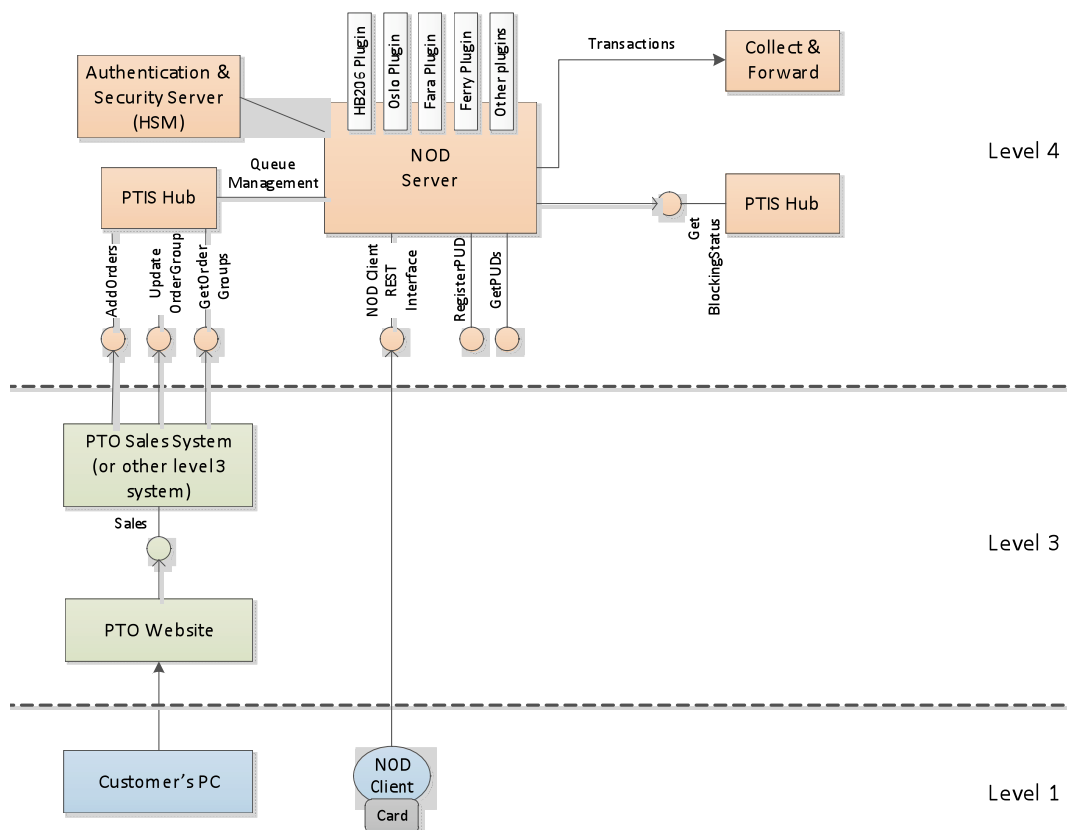 HB206 Plugin
Oslo Plugin
Fara Plugin
Ferry Plugin
Other plugins
Transactions
Collect &
Forward
Authentication &
Security Server
(HSM)
NOD
Server
Level 4
Queue
Management
PTIS Hub
PTIS Hub
Get
BlockingStatus
AddOrders
Update
OrderGroup
GetOrder
Groups
NOD Client
REST
Interface
RegisterPUD
GetPUDs
PTO Sales System
(or other level 3
system)
Sales
Level 3
PTO Website
Customer's PC
NOD
Client
Card
Level 1